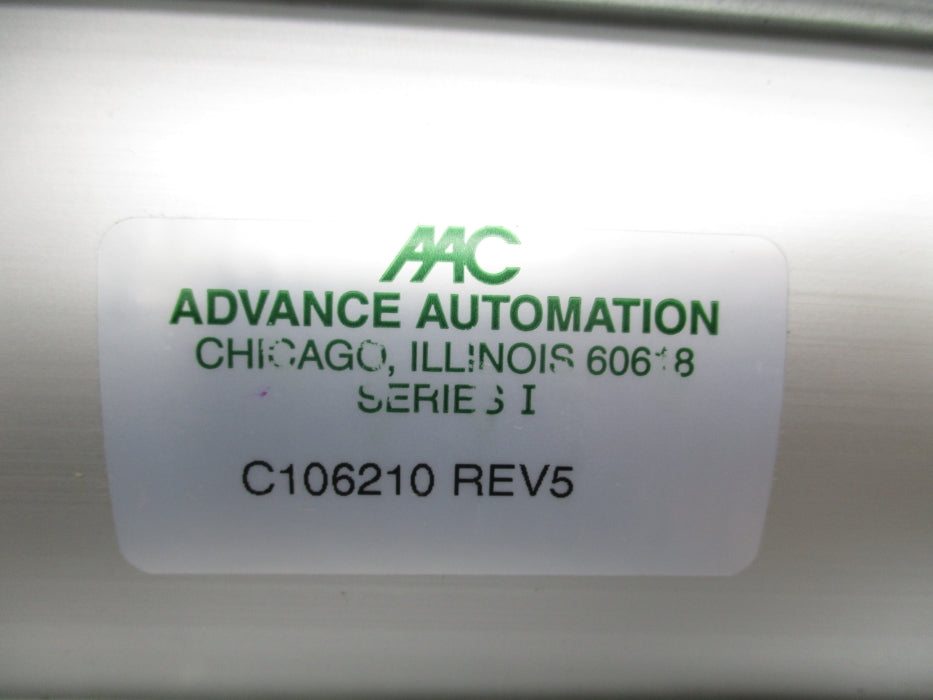 AAC
ADVANCE AUTOMATION
CHICAGO, ILLINOIS 60618
SERIES I
C106210 REV5